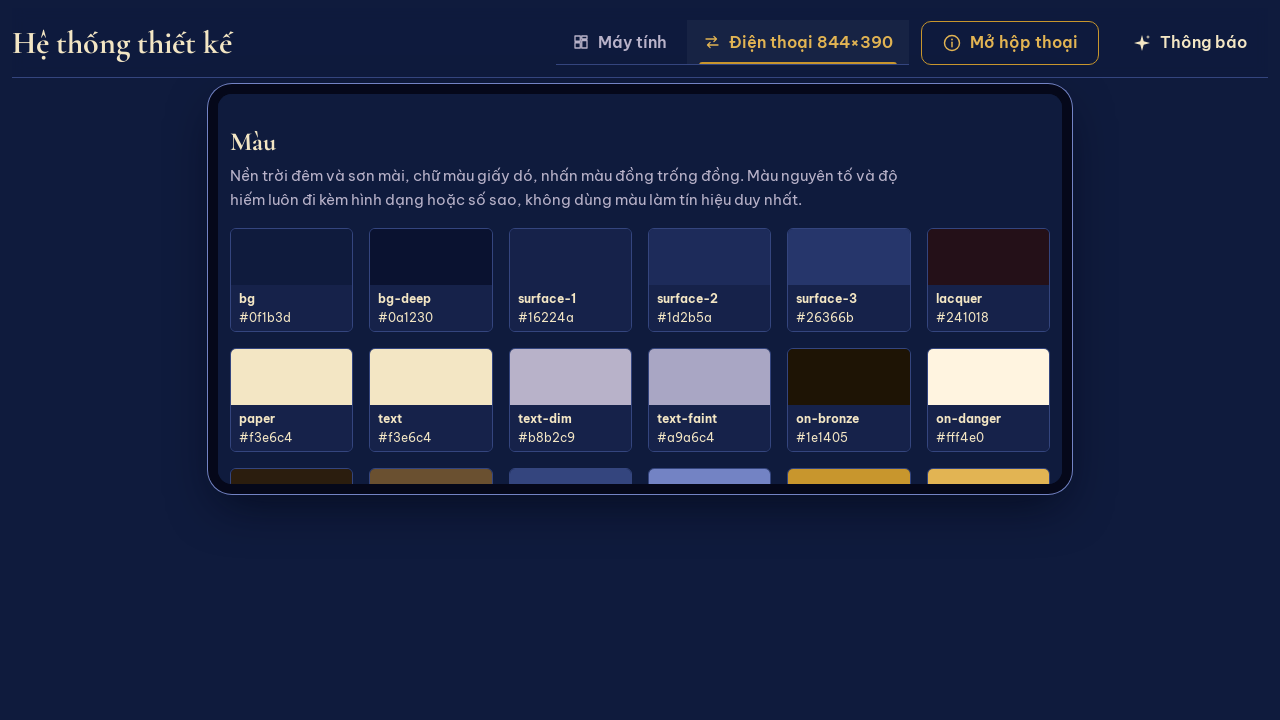 Hệ thống thiết kế
Máy tính
Điện thoại 844×390
Mở hộp thoại
Thông báo
Màu
Nền trời đêm và sơn mài, chữ màu giấy dó, nhấn màu đồng trống đồng. Màu nguyên tố và độ
hiếm luôn đi kèm hình dạng hoặc số sao, không dùng màu làm tín hiệu duy nhất.
bg
#0f1b3d
bg-deep
#0a1230
surface-1
#16224a
surface-2
#1d2b5a
surface-3
#26366b
lacquer
#241018
paper
#f3e6c4
text
#f3e6c4
text-dim
#b8b2c9
text-faint
#a9a6c4
on-bronze
#1e1405
on-danger
#fff4e0